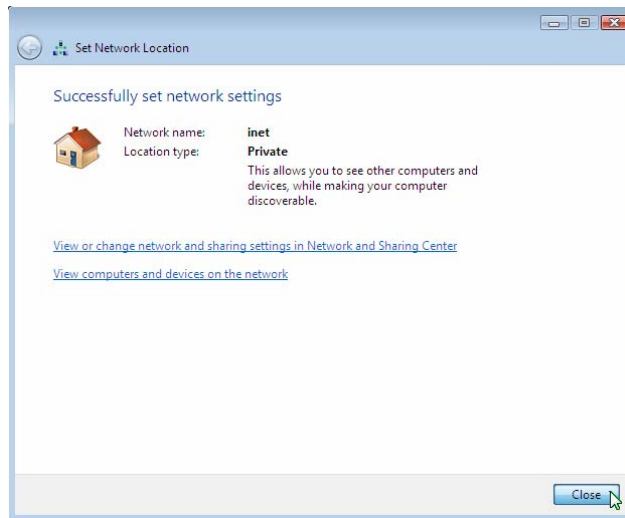 Set Network Location
Successfully set network settings
Network name: inet
Location type: Private
This allows you to see other computers and
devices, while making your computer
discoverable.
View or change network and sharing settings in Network and Sharing Center
View computers and devices on the network
Close